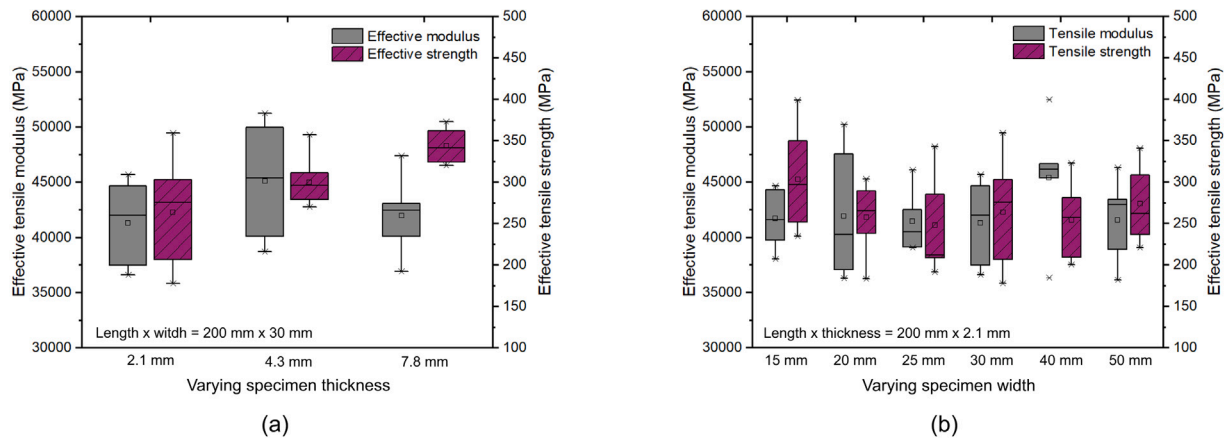 60000
55000
50000
45000
40000
35000
30000
Effective tensile modulus (MPa)
Effective modulus
Effective strength
500
450
400
350
300
250
200
150
100
Effective tensile strength (MPa)
Length x witdh = 200 mm x 30 mm
2.1 mm 4.3 mm 7.8 mm
Varying specimen thickness
(a)
60000
55000
50000
45000
40000
35000
30000
Effective tensile modulus (MPa)
Tensile modulus
Tensile strength
500
450
400
350
300
250
200
150
100
Effective tensile strength (MPa)
Length x thickness = 200 mm x 2.1 mm
15 mm 20 mm 25 mm 30 mm 40 mm 50 mm
Varying specimen width
(b)